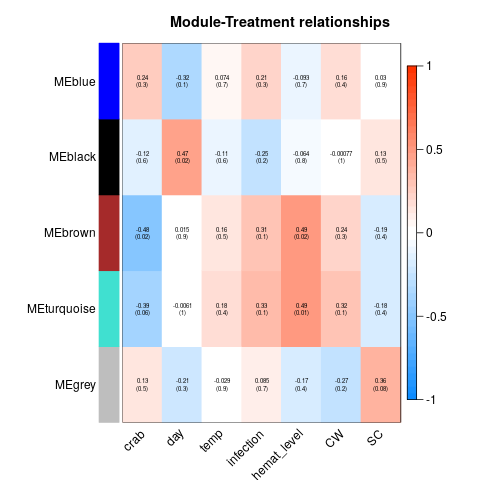 Module-Treatment relationships
MEblue
0.24 -0.32 0.074 0.21 -0.093 0.16 0.03
(0.3) (0.1) (0.7) (0.3) (0.7) (0.4) (0.9)
MEblack
-0.12 0.47 -0.11 -0.25 -0.064 -0.00077 0.13
(0.6) (0.02) (0.6) (0.2) (0.8) (1) (0.5)
MEbrown
-0.48 0.015 0.16 0.31 0.49 0.24 -0.19
(0.02) (0.9) (0.5) (0.1) (0.02) (0.3) (0.4)
MEturquoise
-0.39 -0.0061 0.18 0.33 0.49 0.32 -0.18
(0.06) (1) (0.4) (0.1) (0.01) (0.1) (0.4)
MEgrey
0.13 -0.21 -0.029 0.085 -0.17 -0.27 0.36
(0.5) (0.3) (0.9) (0.7) (0.4) (0.2) (0.08)
crab day temp infection hemat_level CW SC
1
0.5
0
-0.5
-1